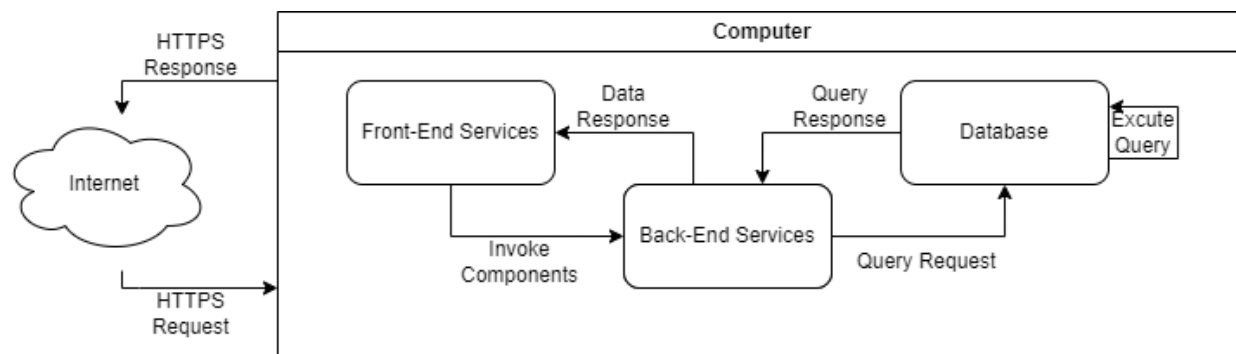 Computer
HTTPS
Response
Internet
HTTPS
Request
Front-End Services
Data
Response
Invoke
Components
Back-End Services
Query
Response
Query Request
Database
Excute
Query